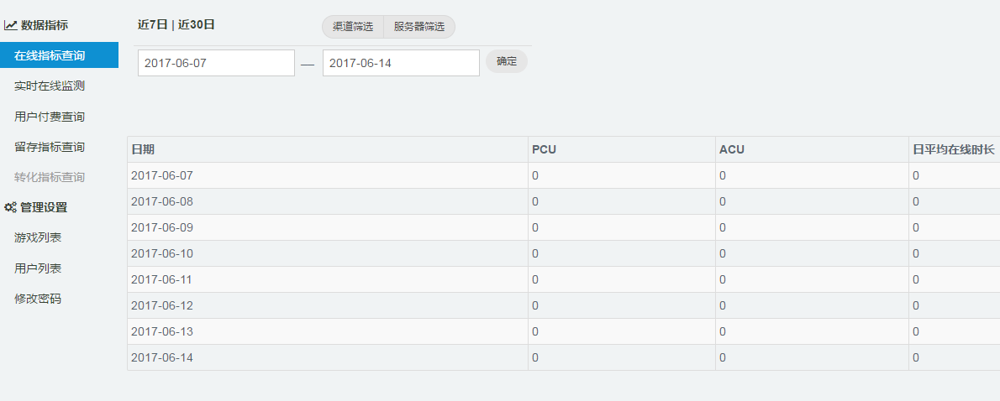 数据指标
在线指标查询
实时在线监测
用户付费查询
留存指标查询
转化指标查询
管理设置
游戏列表
用户列表
修改密码
近7日 | 近30日
渠道筛选 服务器筛选
2017-06-07 — 2017-06-14 确定
日期 PCU ACU 日平均在线时长
2017-06-07 0 0 0
2017-06-08 0 0 0
2017-06-09 0 0 0
2017-06-10 0 0 0
2017-06-11 0 0 0
2017-06-12 0 0 0
2017-06-13 0 0 0
2017-06-14 0 0 0